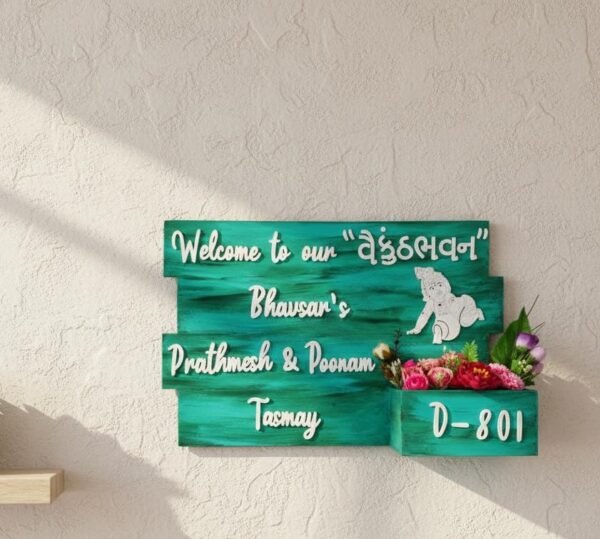 Welcome to our "વૈકુંઠભવન"
Bhavsar's
Prathmesh & Poonam
Tasmay
D-801